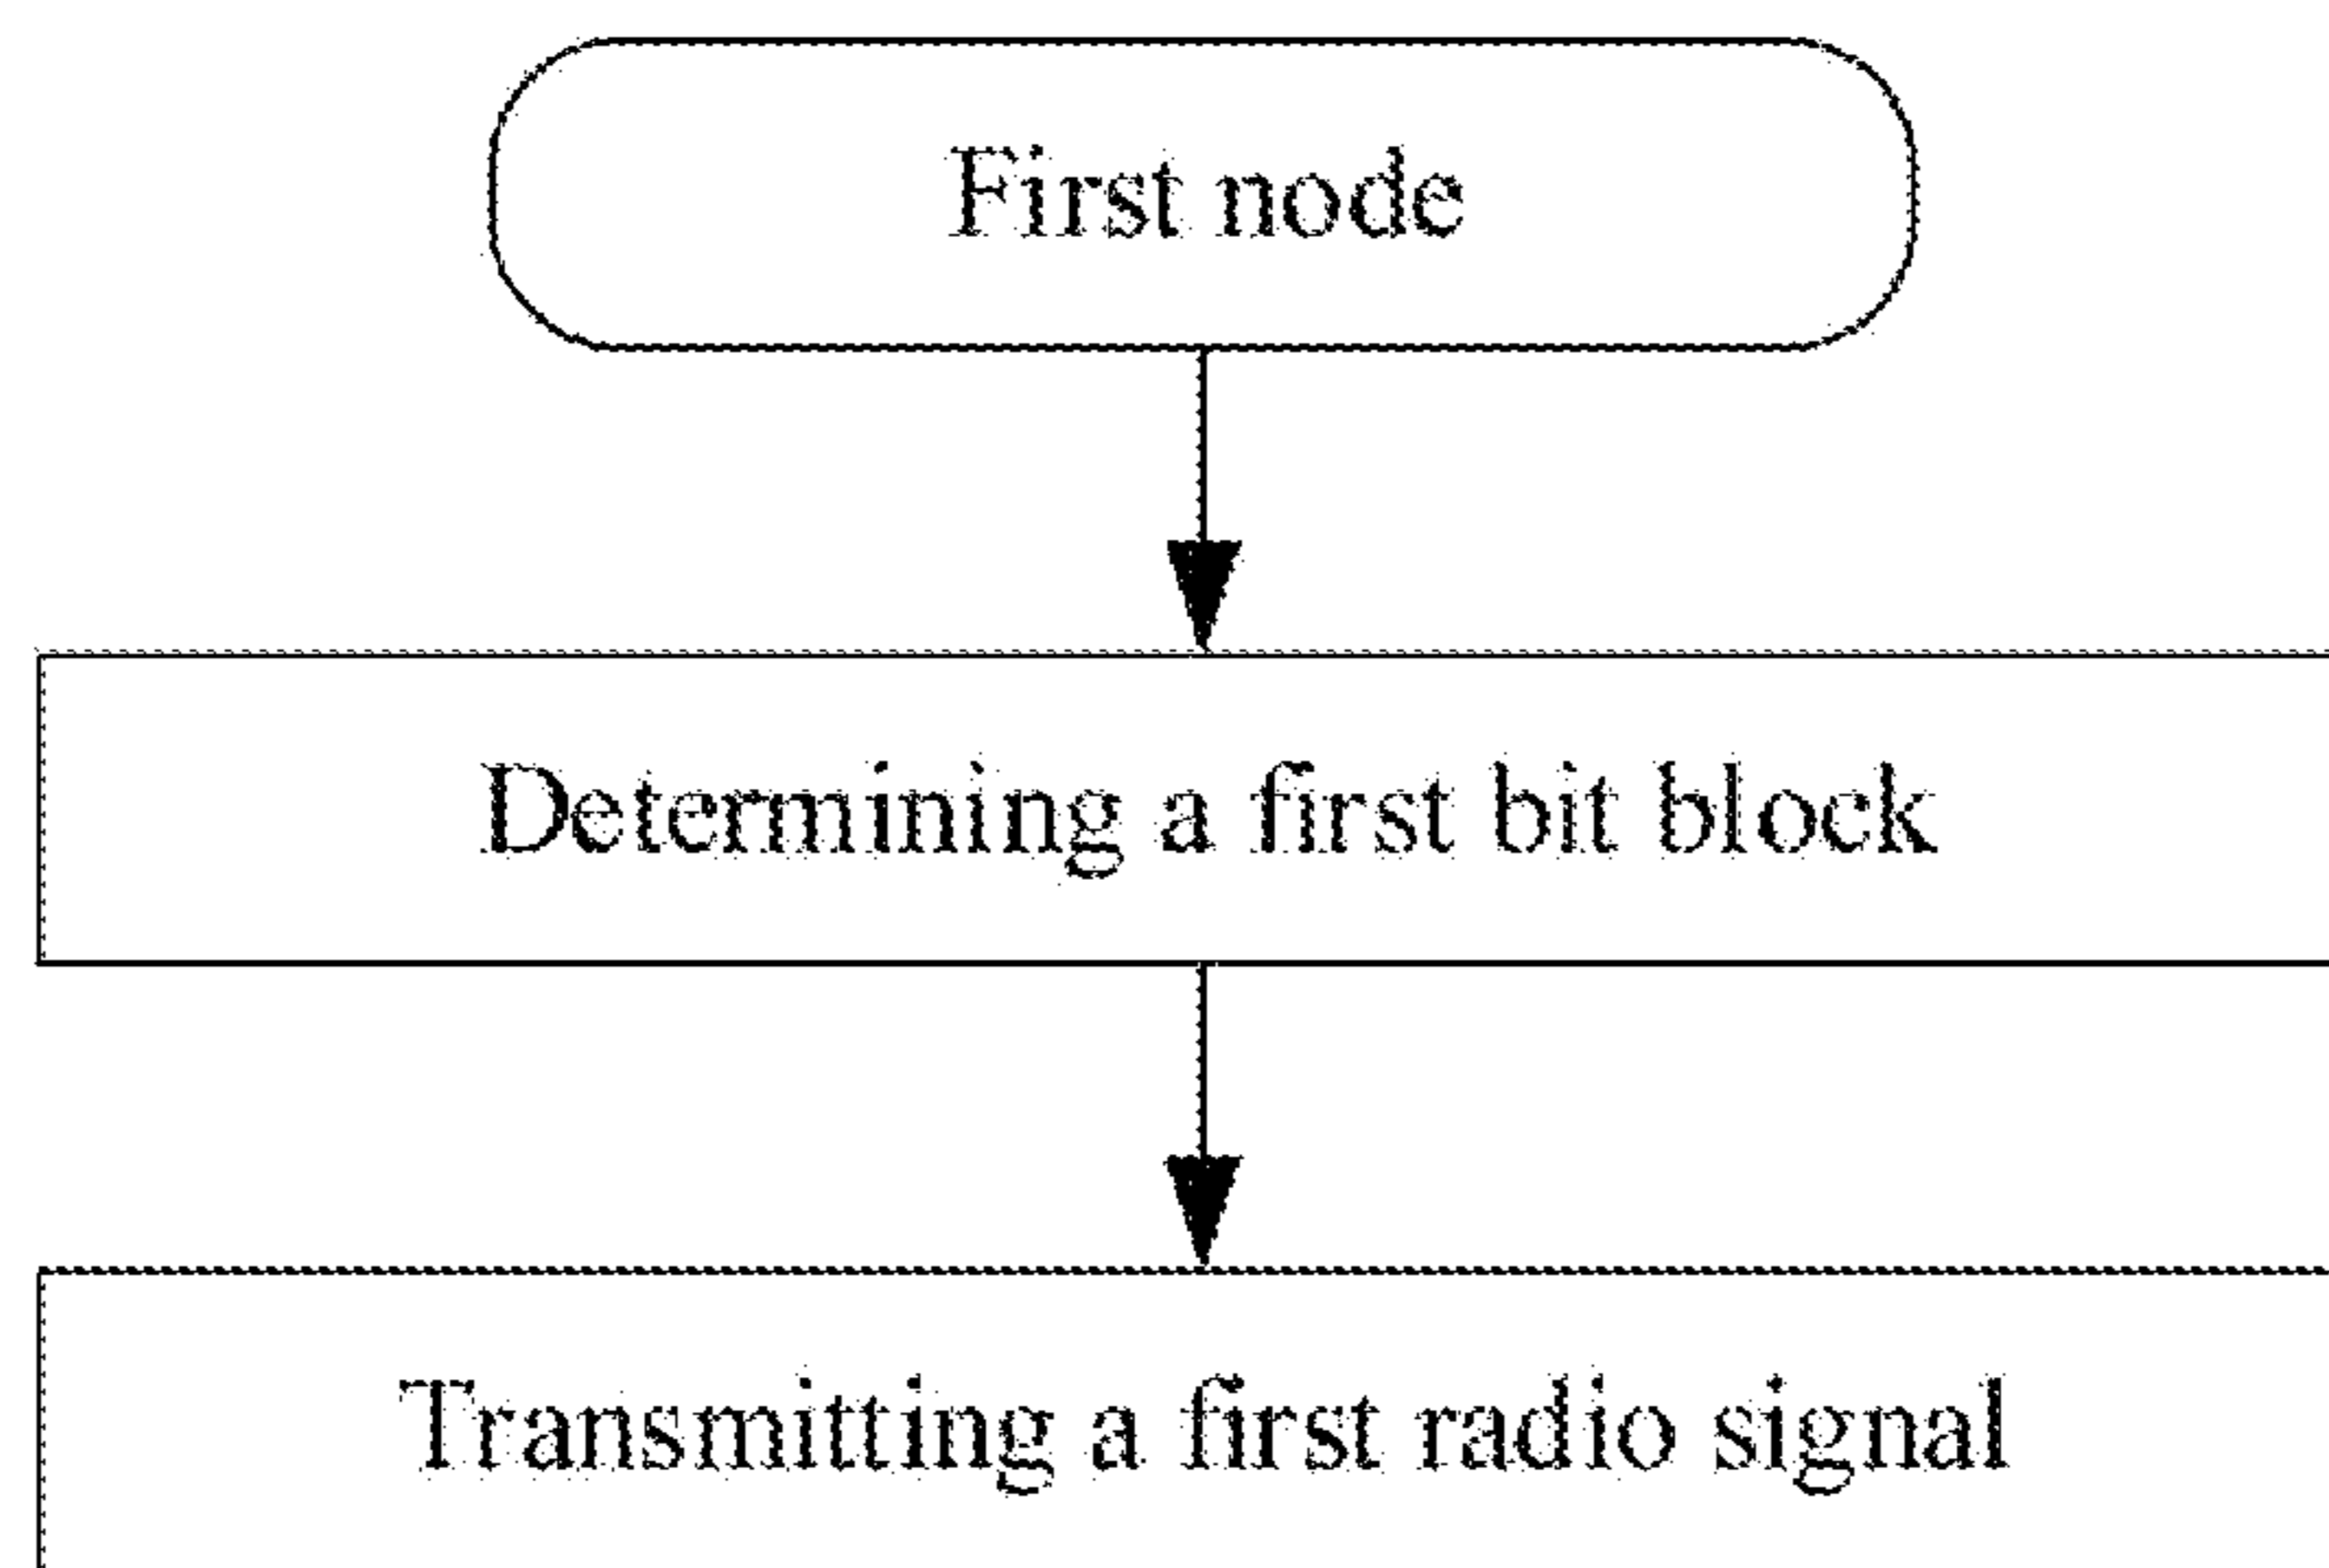 First node
Determining a first bit block
Transmitting a first radio signal